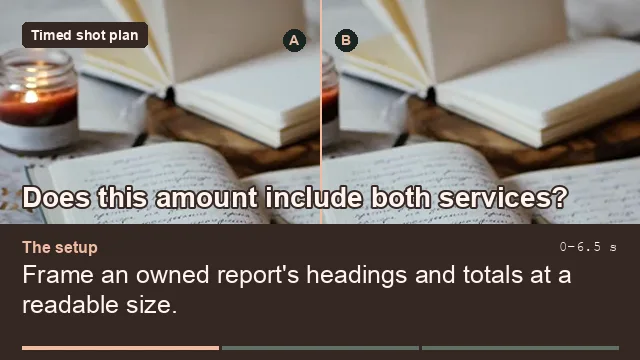 Timed shot plan
A
B
Does this amount include both services?
The setup
0–6.5 s
Frame an owned report's headings and totals at a
readable size.